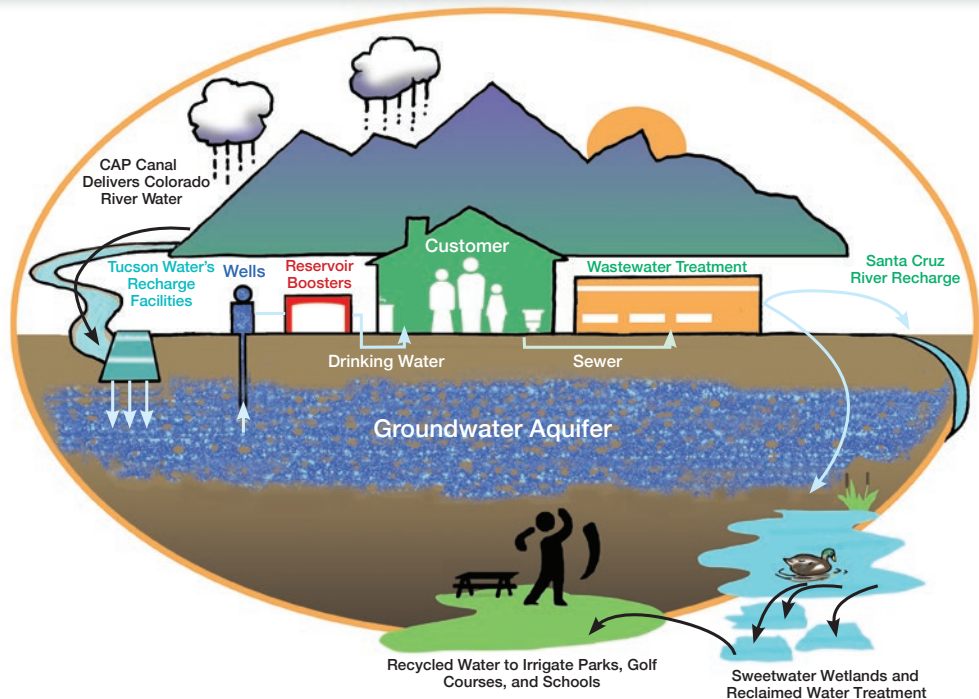 CAP Canal
Delivers Colorado
River Water
Tucson Water's
Recharge
Facilities
Wells
Reservoir
Boosters
Customer
Wastewater Treatment
Santa Cruz
River Recharge
Drinking Water
Sewer
Groundwater Aquifer
Recycled Water to Irrigate Parks, Golf
Courses, and Schools
Sweetwater Wetlands and
Reclaimed Water Treatment